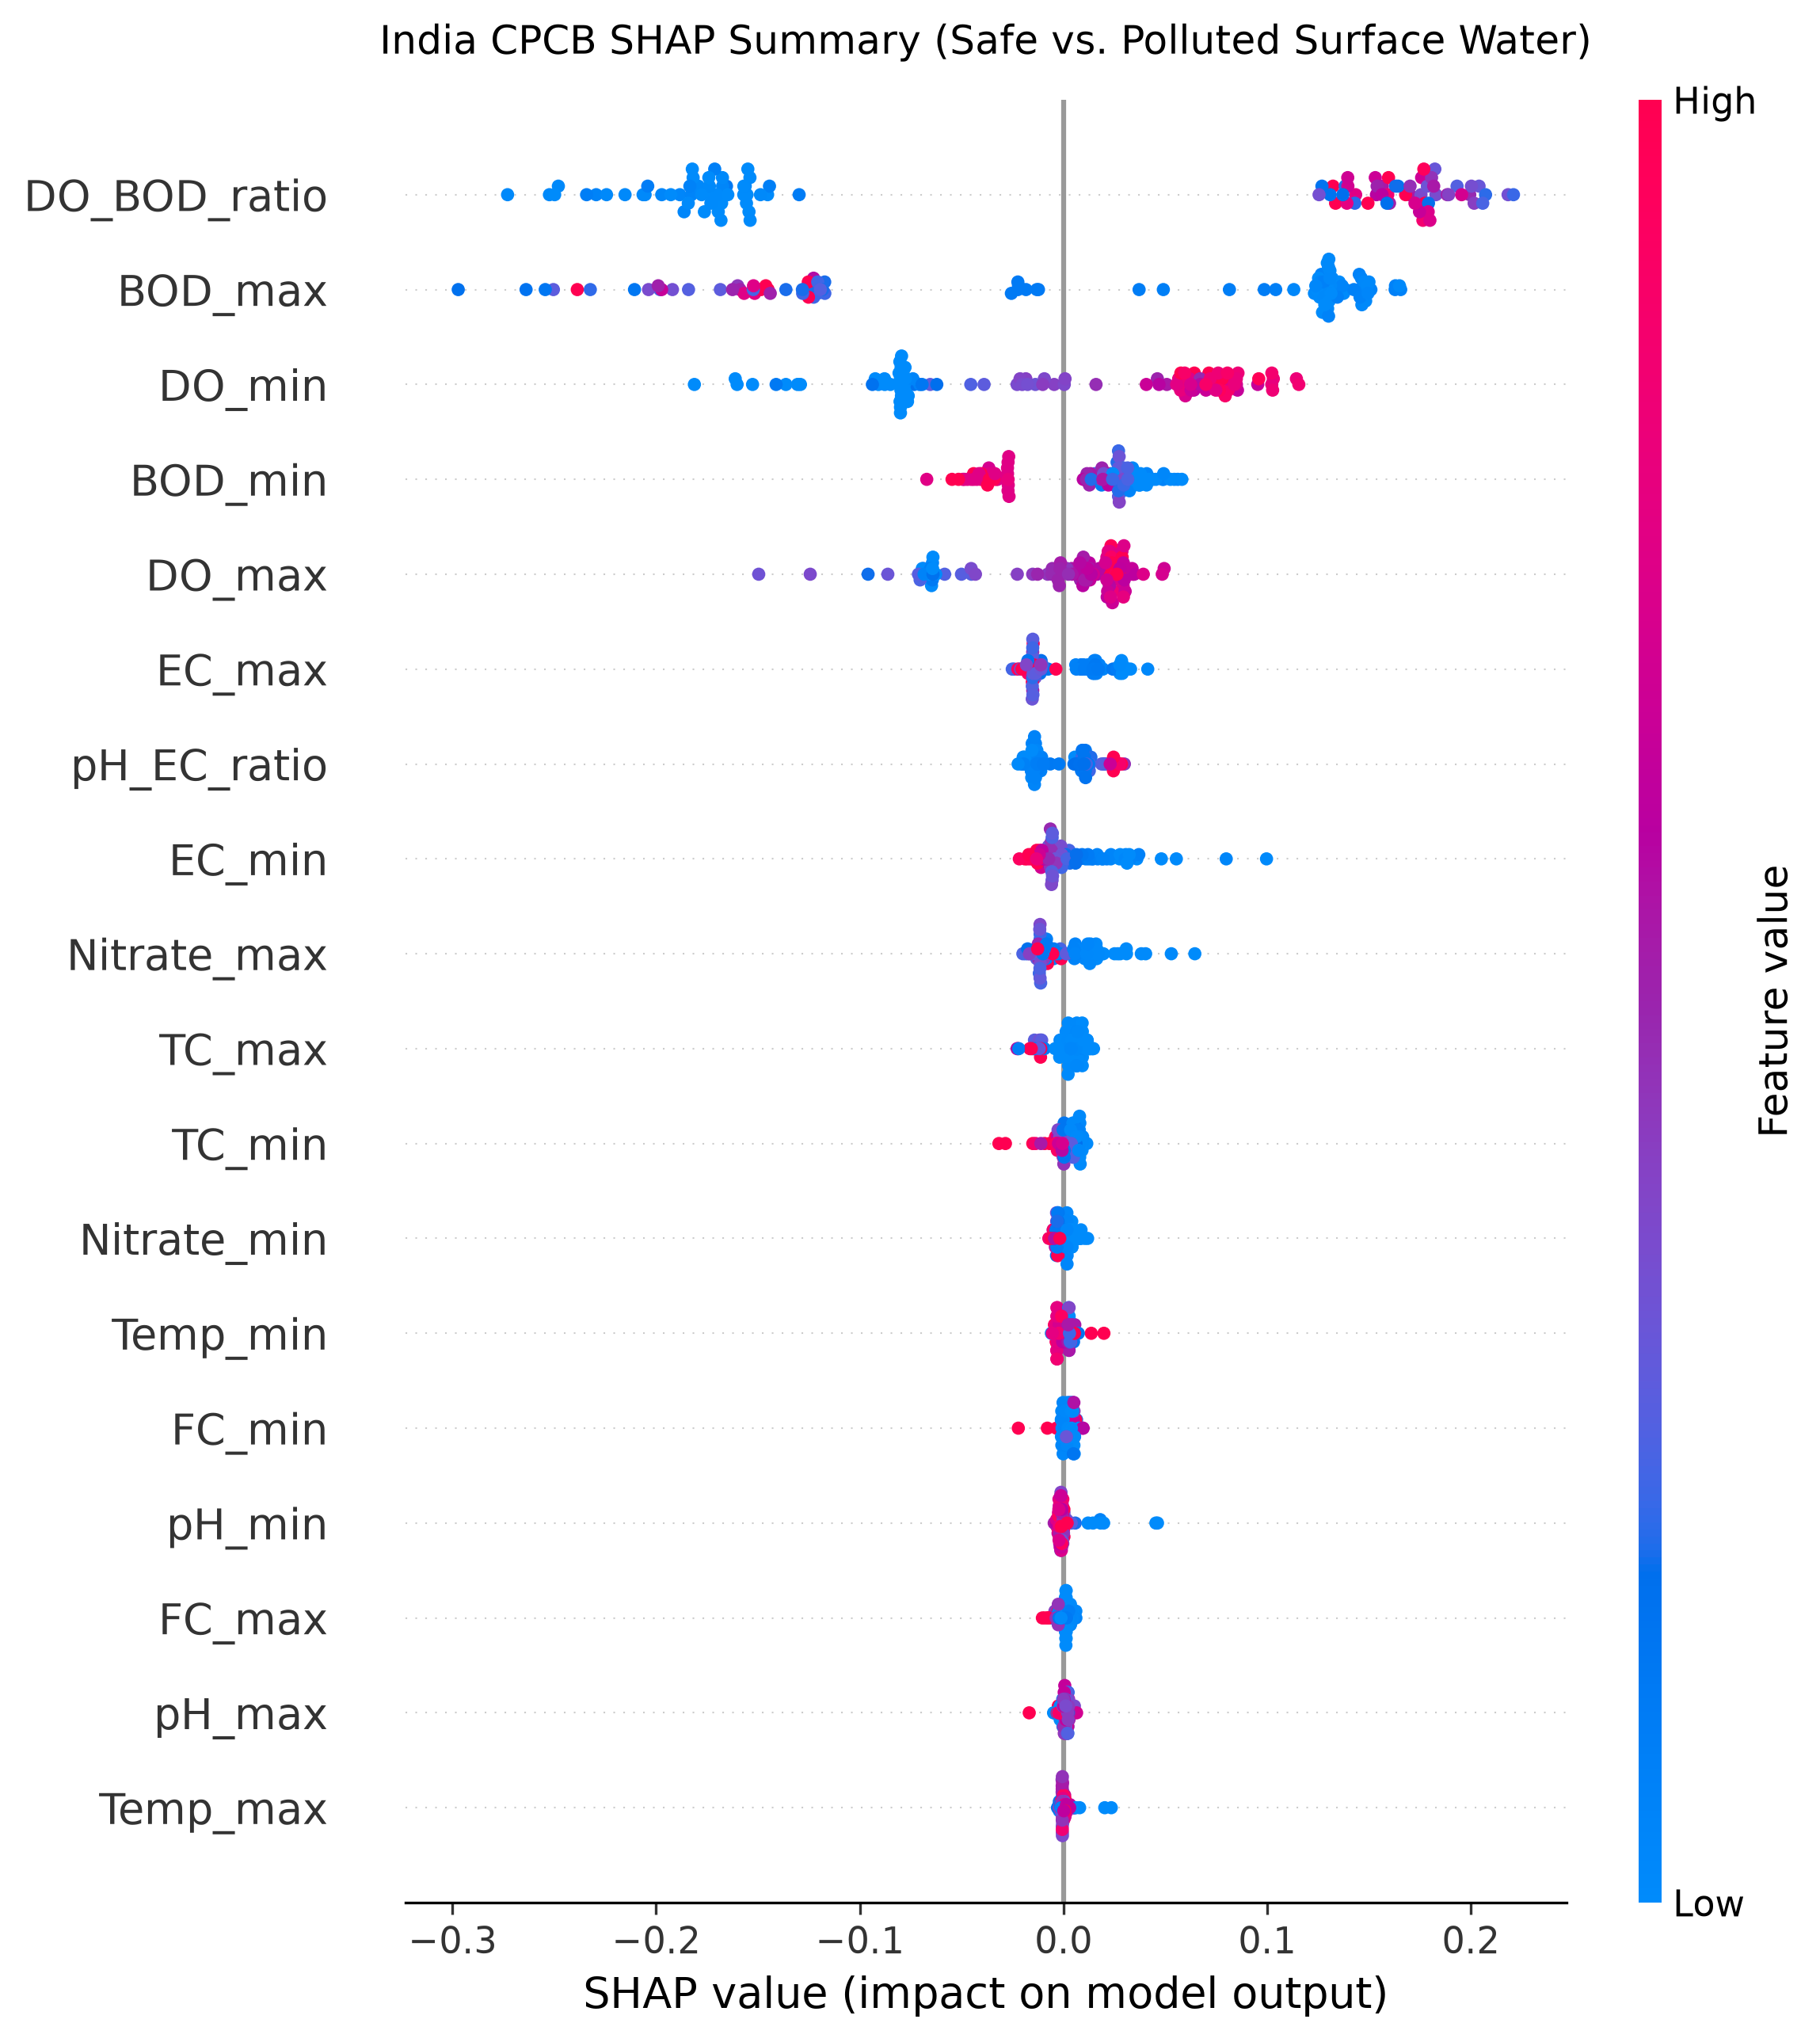 India CPCB SHAP Summary (Safe vs. Polluted Surface Water)
High
DO_BOD_ratio
BOD_max
DO_min
BOD_min
DO_max
EC_max
pH_EC_ratio
EC_min
Nitrate_max
TC_max
TC_min
Nitrate_min
Temp_min
FC_min
pH_min
FC_max
pH_max
Temp_max
Feature value
Low
−0.3 −0.2 −0.1 0.0 0.1 0.2
SHAP value (impact on model output)